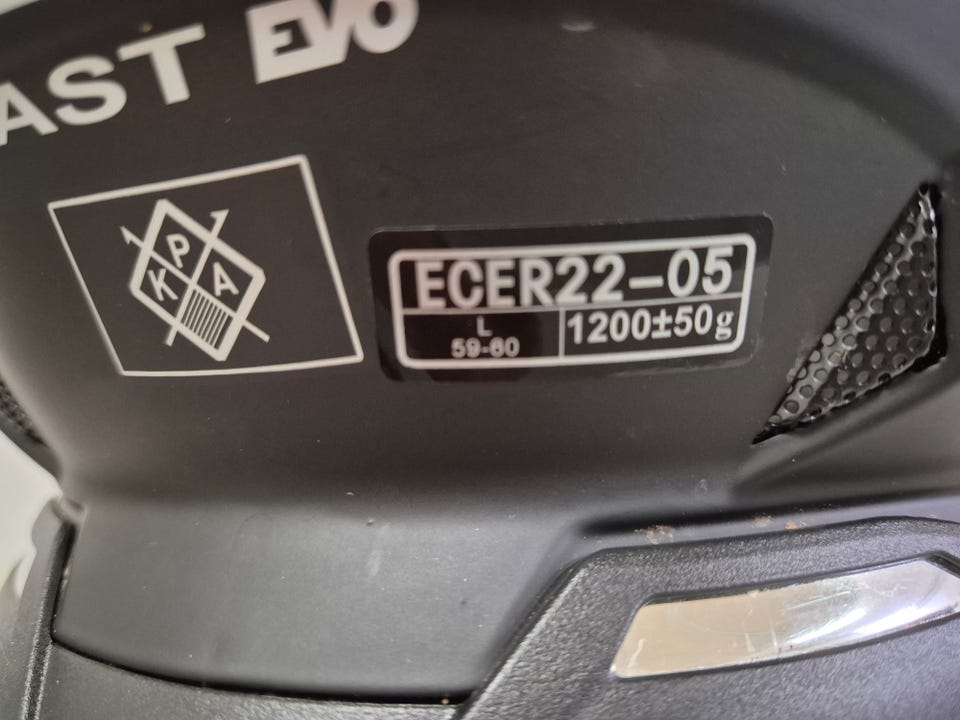 AST EVO
P
K A
ECER22-05
L
59-60
1200±50g